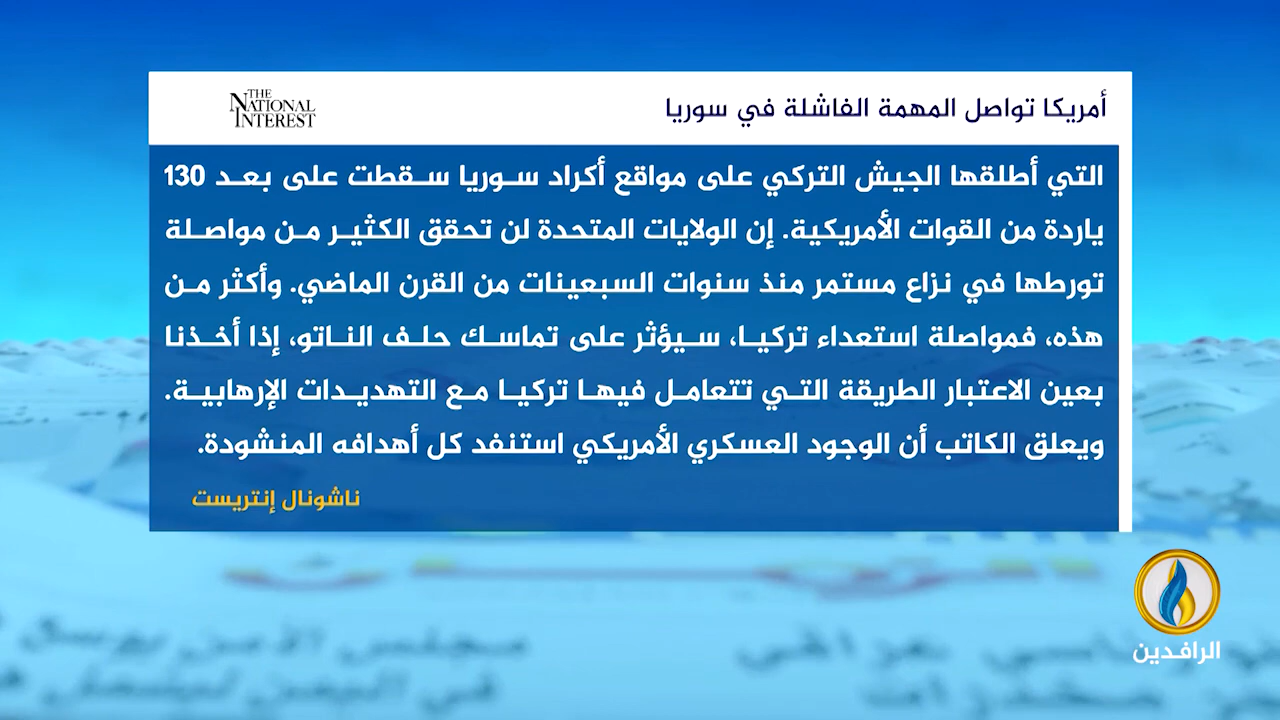 أمريكا تواصل المهمة الفاشلة في سوريا
THE
NATIONAL
INTEREST
التي أطلقها الجيش التركي على مواقع أكراد سوريا سقطت على بعد 130
ياردة من القوات الأمريكية. إن الولايات المتحدة لن تحقق الكثير من مواصلة
تورطها في نزاع مستمر منذ سنوات السبعينات من القرن الماضي. وأكثر من
هذه، فمواصلة استعداء تركيا، سيؤثر على تماسك حلف الناتو، إذا أخذنا
بعين الاعتبار الطريقة التي تتعامل فيها تركيا مع التهديدات الإرهابية.
ويعلق الكاتب أن الوجود العسكري الأمريكي استنفد كل أهدافه المنشودة.
ناشونال إنتريست
الرافدين
مجلس الأمن
في اليمن